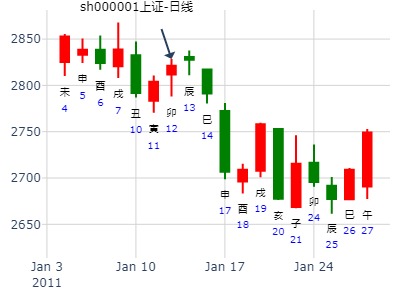 sh000001上证-日线
2850
2800
2750
2700
2650
未
4
申
5
酉
6
戌
7
丑
10
寅
11
卯
12
辰
13
巳
14
申
17
酉
18
戌
19
亥
20
子
21
卯
24
辰
25
巳
26
午
27
Jan 3
2011
Jan 10
Jan 17
Jan 24